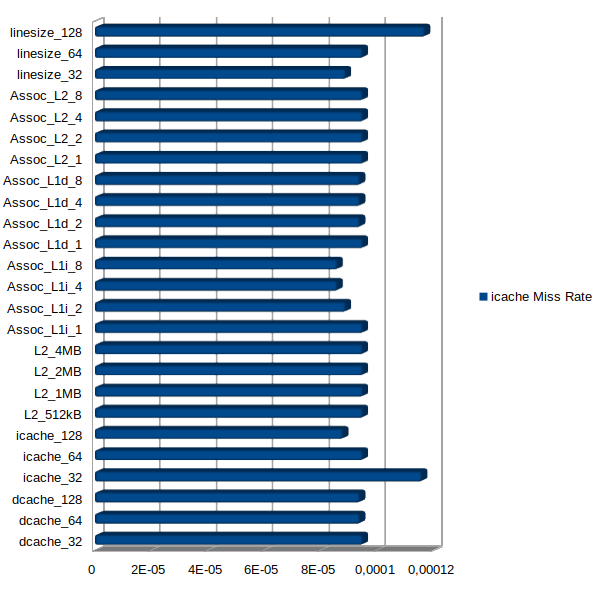 linesize_128
linesize_64
linesize_32
Assoc_L2_8
Assoc_L2_4
Assoc_L2_2
Assoc_L2_1
Assoc_L1d_8
Assoc_L1d_4
Assoc_L1d_2
Assoc_L1d_1
Assoc_L1i_8
Assoc_L1i_4
Assoc_L1i_2
Assoc_L1i_1
L2_4MB
L2_2MB
L2_1MB
L2_512kB
icache_128
icache_64
icache_32
dcache_128
dcache_64
dcache_32
0 2E-05 4E-05 6E-05 8E-05 0,0001 0,00012
icache Miss Rate